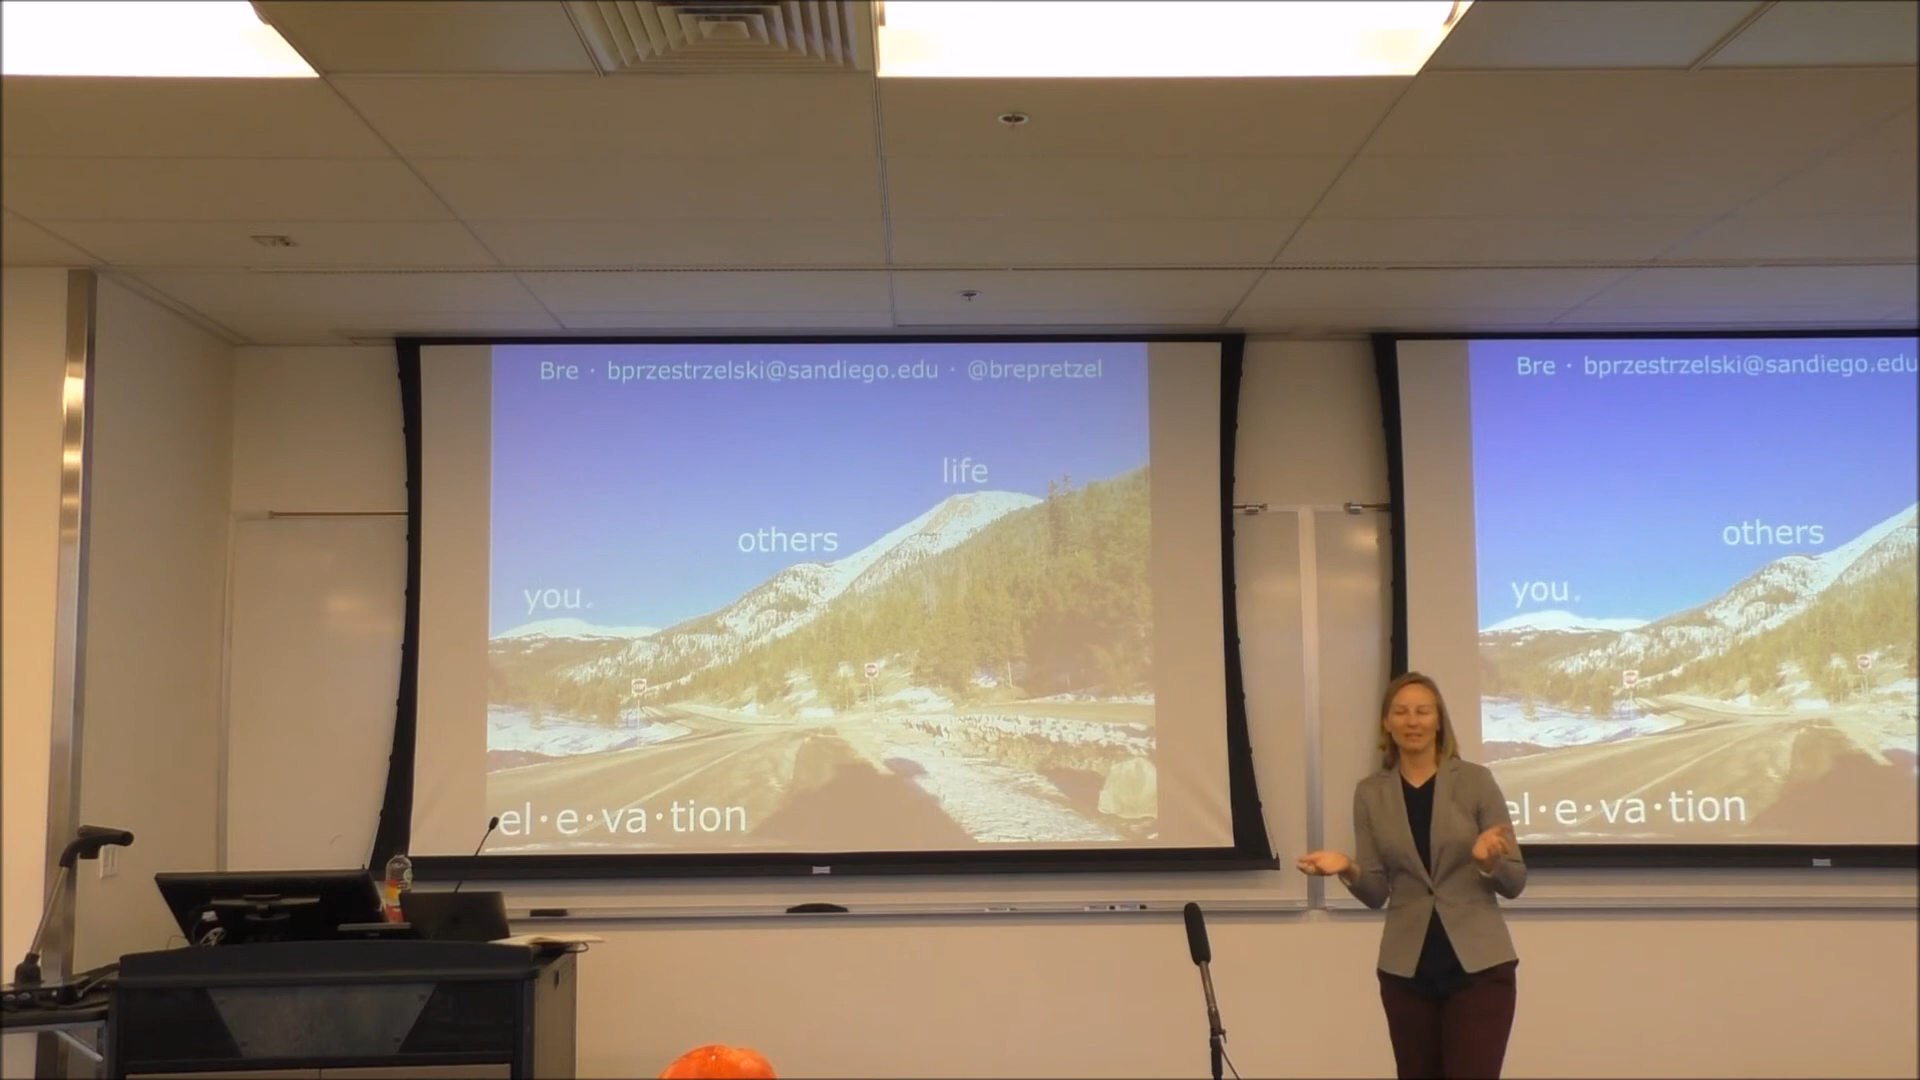 Bre · bprzestrzelski@sandiego.edu · @brepretzel
life
others
you.
el·e·va·tion
Bre · bprzestrzelski@sandiego.edu
others
you.
el·e·va·tion